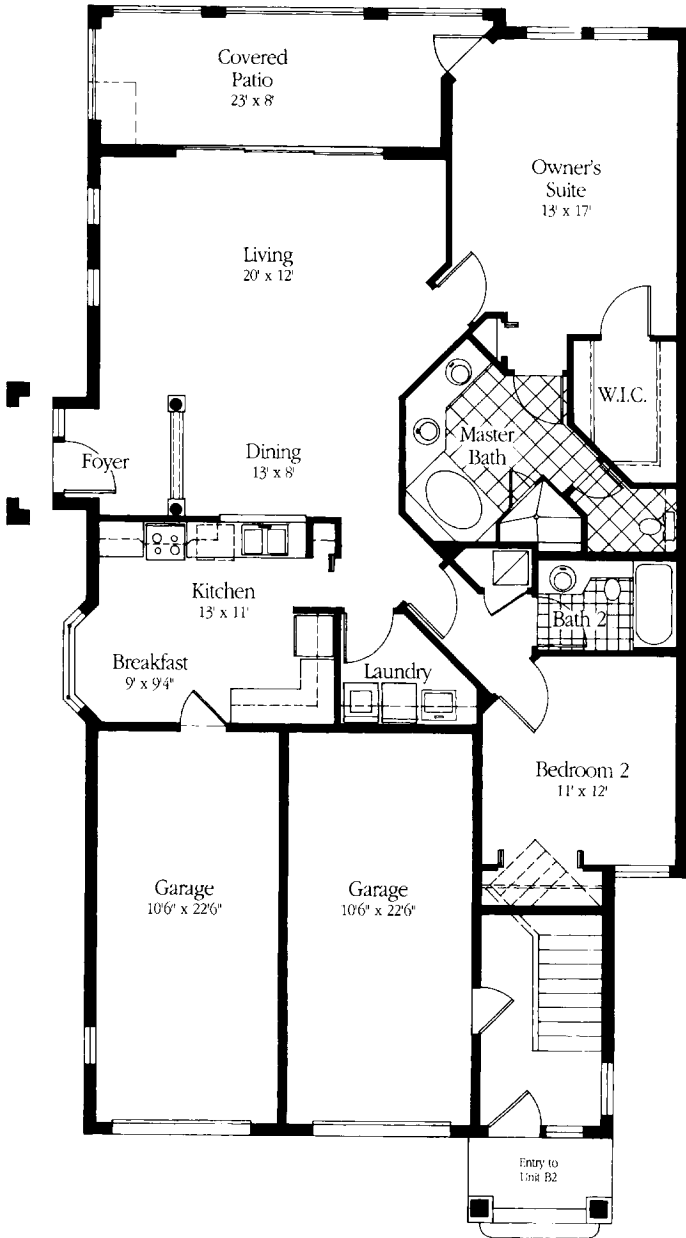 Covered
Patio
23' x 8'
Owner's
Suite
13' x 17'
Living
20' x 12'
W.I.C.
Master
Bath
Foyer
Dining
13' x 8'
Kitchen
13' x 11'
Bath 2
Breakfast
9' x 9'4"
Laundry
Bedroom 2
11' x 12'
Garage
10'6" x 22'6"
Garage
10'6" x 22'6"
Entry to
Unit B2